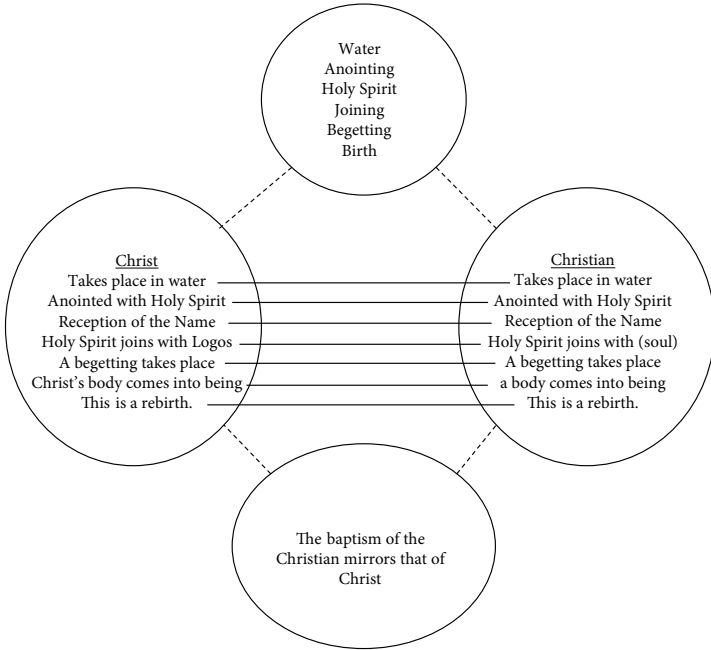 Water
Anointing
Holy Spirit
Joining
Begetting
Birth
Christ
Takes place in water
Anointed with Holy Spirit
Reception of the Name
Holy Spirit joins with Logos
A begetting takes place
Christ's body comes into being
This is a rebirth.
Christian
Takes place in water
Anointed with Holy Spirit
Reception of the Name
Holy Spirit joins with (soul)
A begetting takes place
a body comes into being
This is a rebirth.
The baptism of the
Christian mirrors that of
Christ